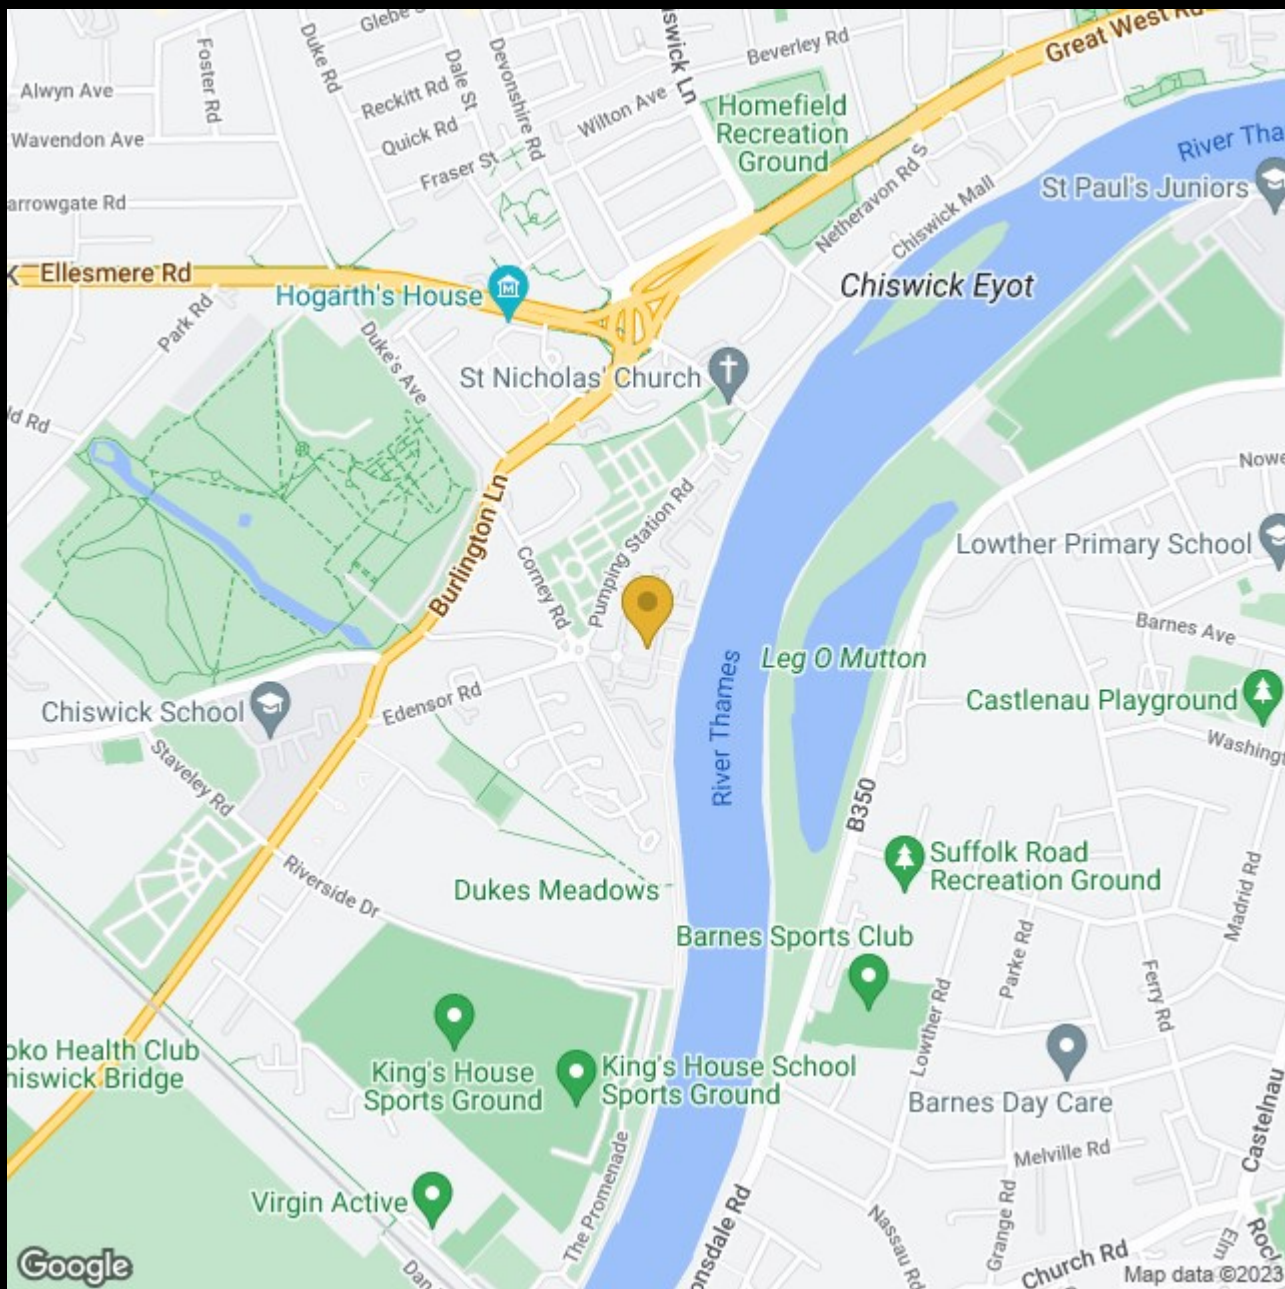 Glebe S
Foster Rd
Duke Rd
Dale St
Devonshire Rd
iswick Ln
Beverley Rd
Great West Rd
Alwyn Ave
Reckitt Rd
Wilton Ave
Homefield
Recreation
Ground
Wavendon Ave
Quick Rd
Fraser St
River Tha
St Paul's Juniors
arrowgate Rd
Netheravon Rd S
Chiswick Mall
K
Ellesmere Rd
Hogarth's House
Chiswick Eyot
Park Rd
Duke's Ave
St Nicholas' Church
ld Rd
Burlington Ln
Nowe
Pumping Station Rd
Lowther Primary School
Corney Rd
Barnes Ave
Leg O Mutton
Castlenau Playground
Chiswick School
Edensor Rd
River Thames
Washingt
Staveley Rd
B350
Suffolk Road
Recreation Ground
Riverside Dr
Dukes Meadows
Madrid Rd
Barnes Sports Club
Parke Rd
Ferry Rd
Lowther Rd
oko Health Club
hiswick Bridge
King's House
Sports Ground
King's House School
Sports Ground
Barnes Day Care
Castelnau
The Promenade
Melville Rd
Virgin Active
onsdale Rd
Nassau Rd
Grange Rd
Church Rd
Elm
Roc
Dan
Google
Map data ©2023